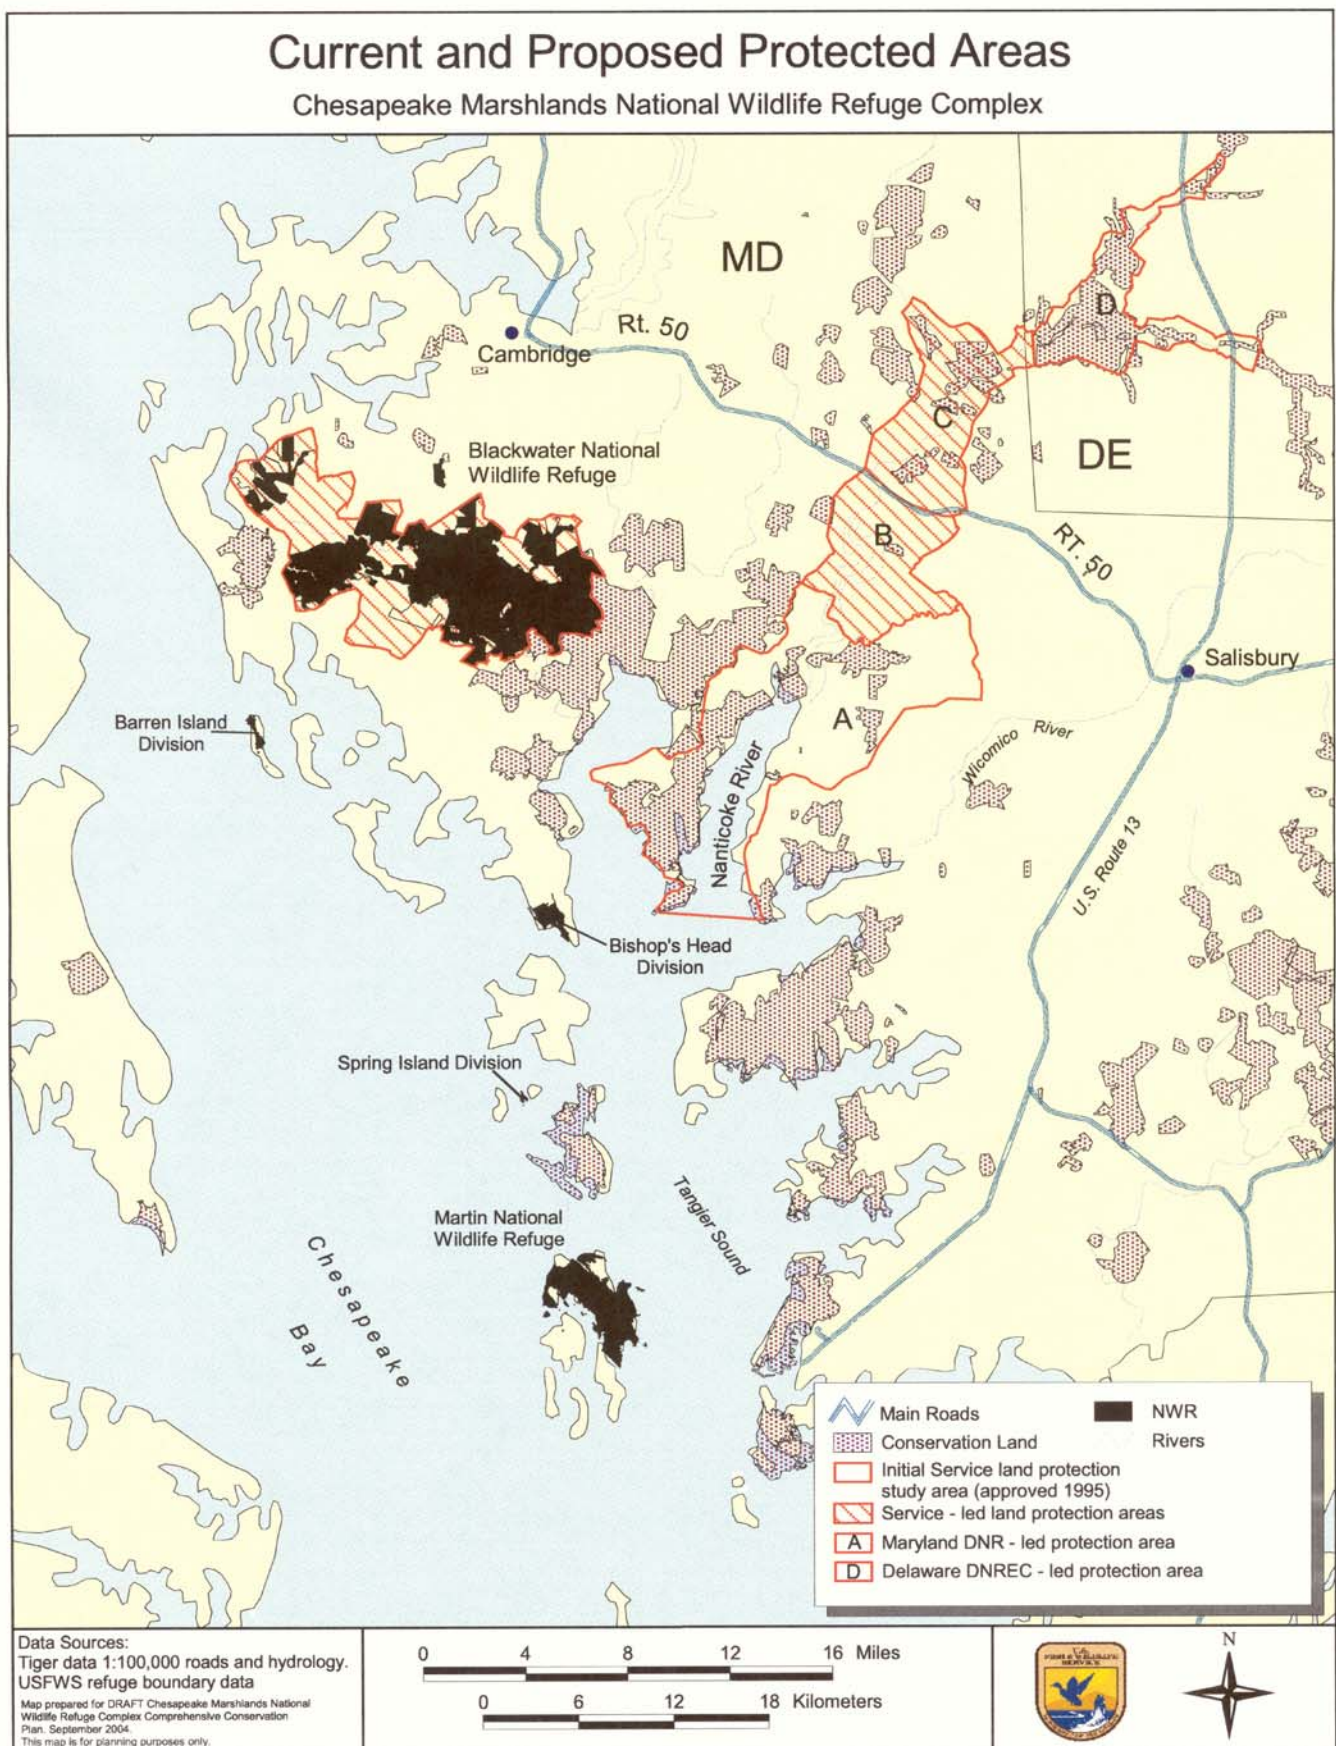 Current and Proposed Protected Areas
Chesapeake Marshlands National Wildlife Refuge Complex
MD
D
Rt. 50
Cambridge
C
Blackwater National
Wildlife Refuge
DE
B
RT. 50
Salisbury
Barren Island
Division
A
Wicomico River
Nanticoke River
U.S. Route 13
Bishop's Head
Division
Spring Island Division
Tangier Sound
Martin National
Wildlife Refuge
Chesapeake
Bay
Main Roads
NWR
Conservation Land
Rivers
Initial Service land protection
study area (approved 1995)
Service - led land protection areas
A Maryland DNR - led protection area
D Delaware DNREC - led protection area
Data Sources:
Tiger data 1:100,000 roads and hydrology.
USFWS refuge boundary data
Map prepared for DRAFT Chesapeake Marshlands National
Wildlife Refuge Complex Comprehensive Conservation
Plan. September 2004.
This map is for planning purposes only.
0 4 8 12 16 Miles
0 6 12 18 Kilometers
U.S.
FISH & WILDLIFE
SERVICE
N